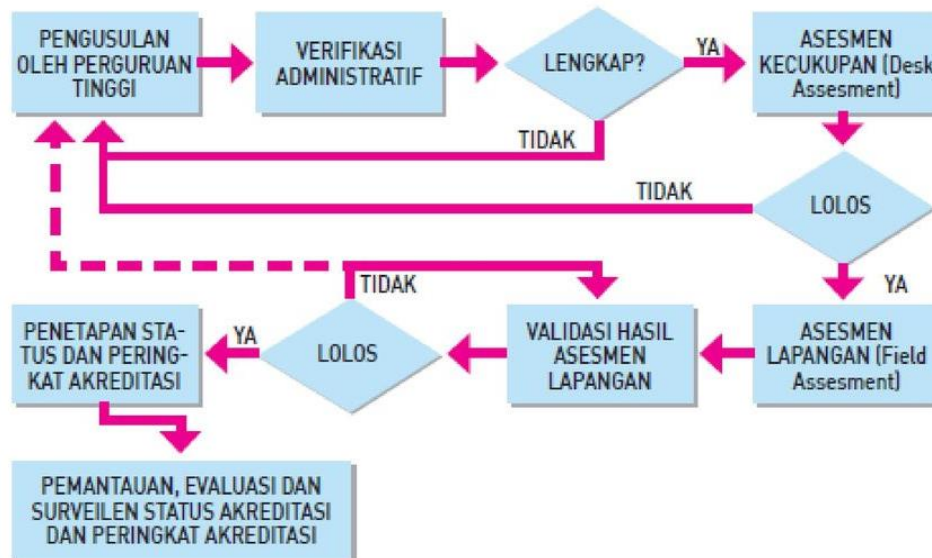 PENGUSULAN
OLEH PERGURUAN
TINGGI
VERIFIKASI
ADMINISTRATIF
LENGKAP?
YA
ASESMEN
KECUKUPAN (Desk
Assesment)
TIDAK
TIDAK
LOLOS
YA
ASESMEN
LAPANGAN (Field
Assesment)
VALIDASI HASIL
ASESMEN
LAPANGAN
TIDAK
LOLOS
YA
PENETAPAN STA-
TUS DAN PERING-
KAT AKREDITASI
PEMANTAUAN, EVALUASI DAN
SURVEILEN STATUS AKREDITASI
DAN PERINGKAT AKREDITASI